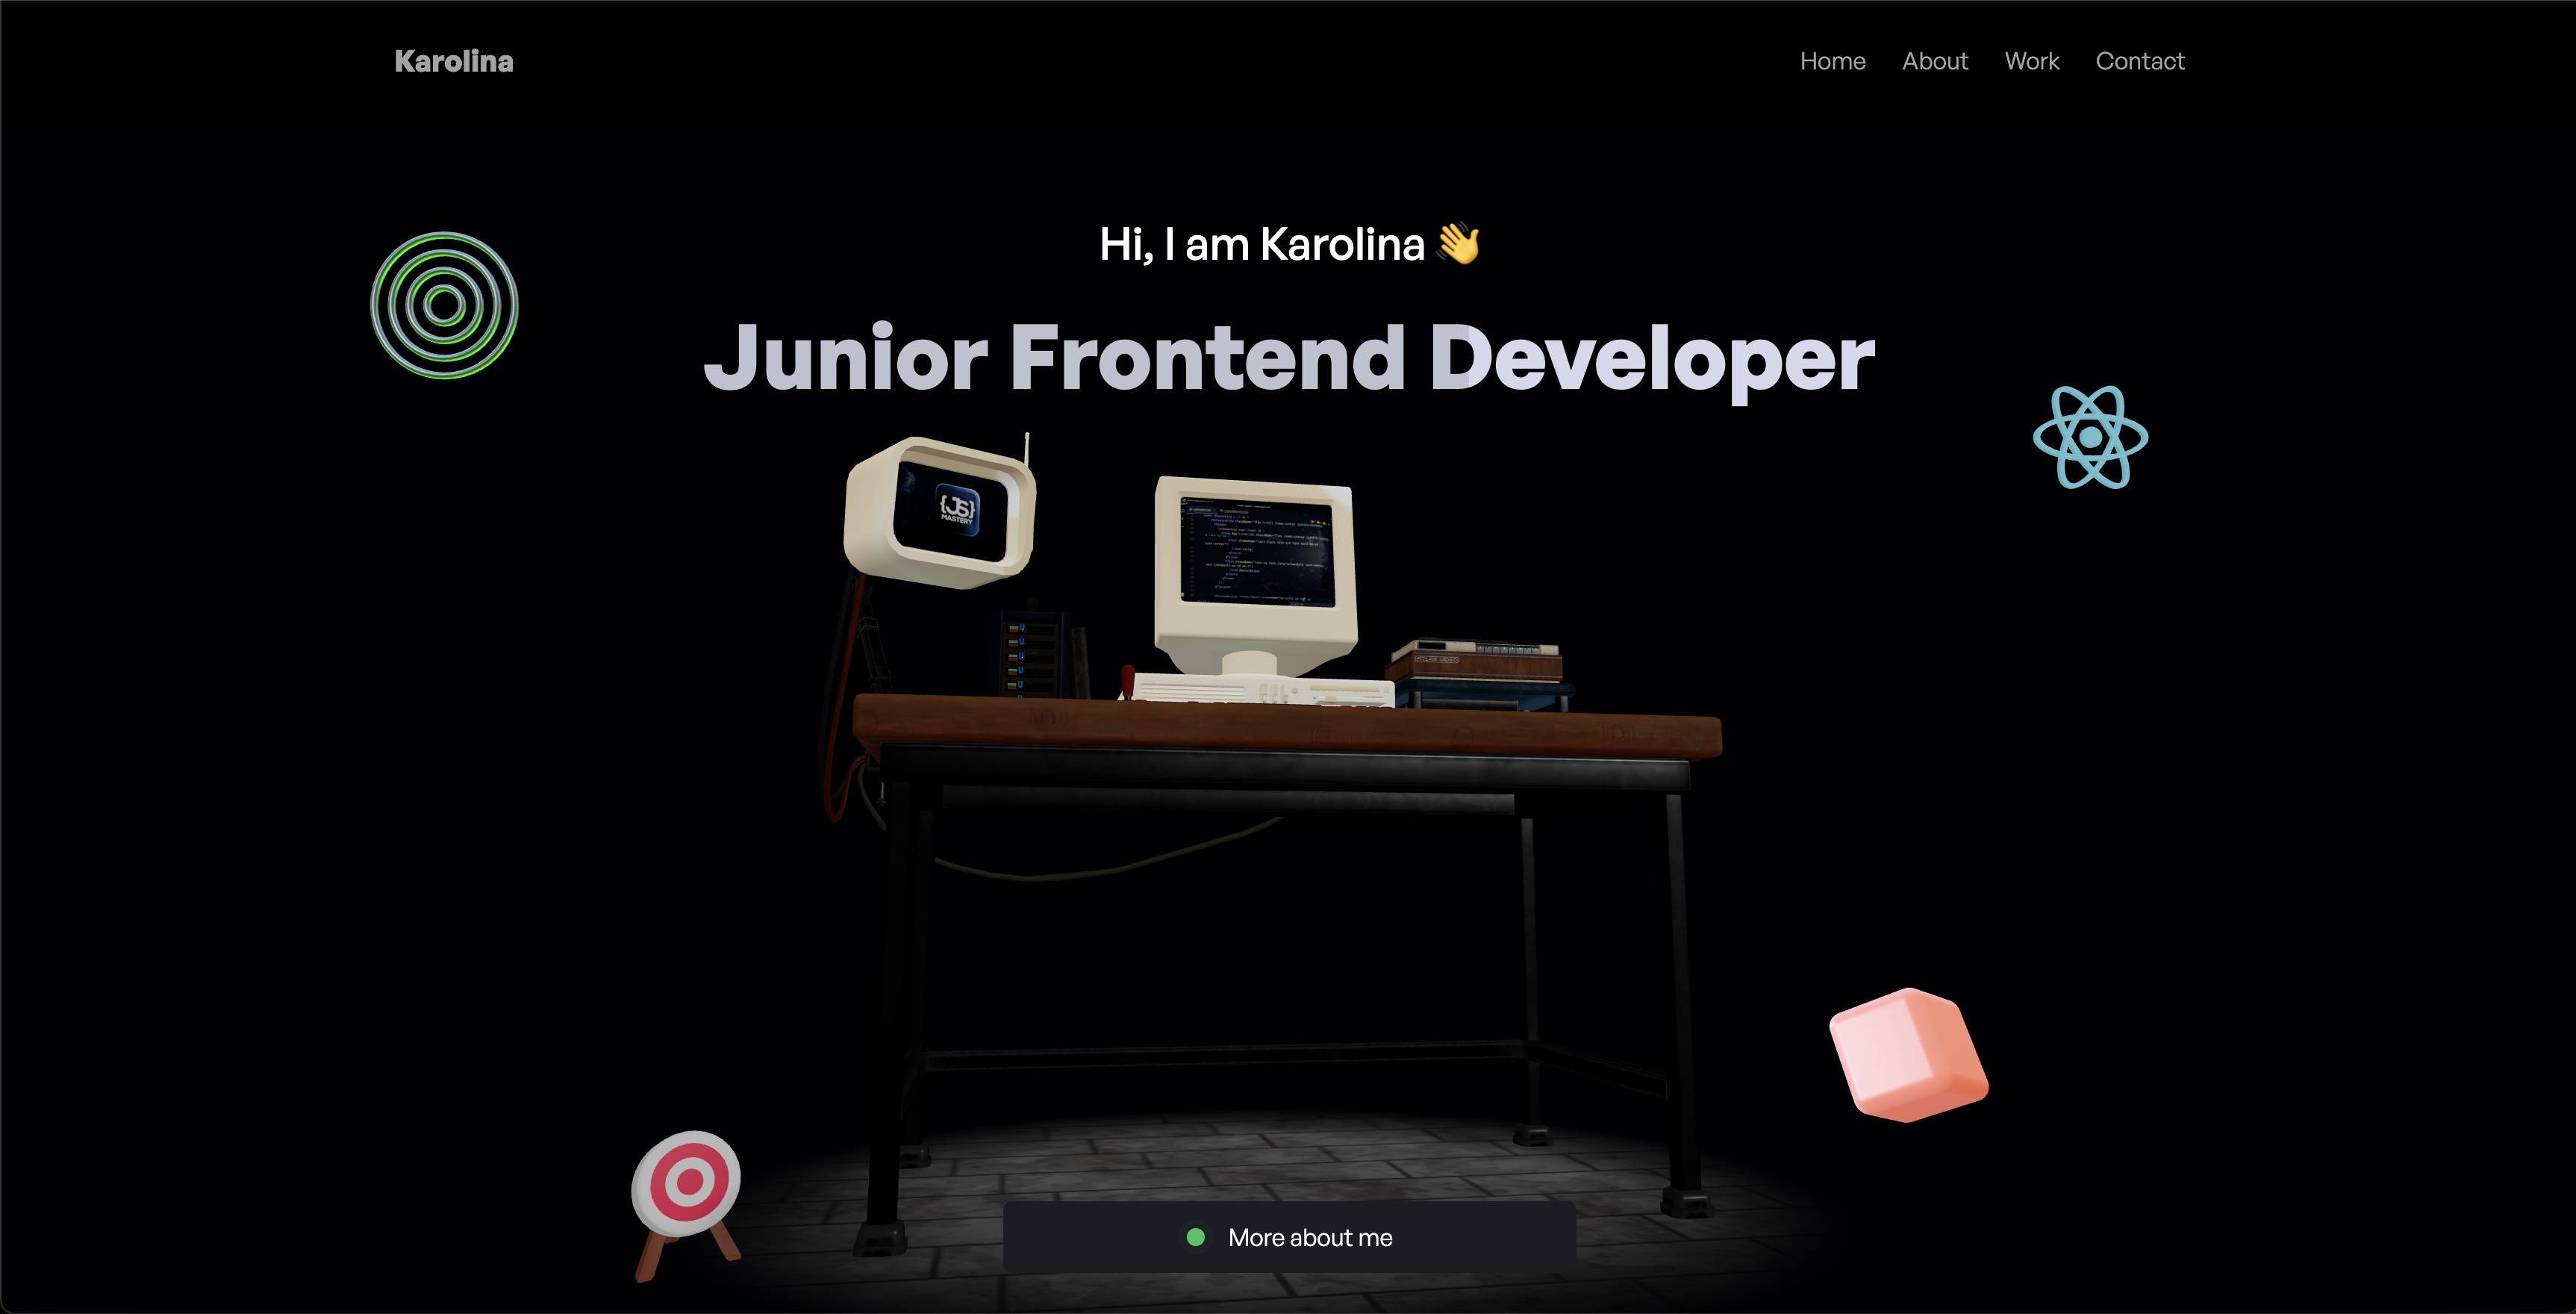 Karolina
Home About Work Contact
Hi, I am Karolina 👋
Junior Frontend Developer
{JS}
MASTERY
More about me